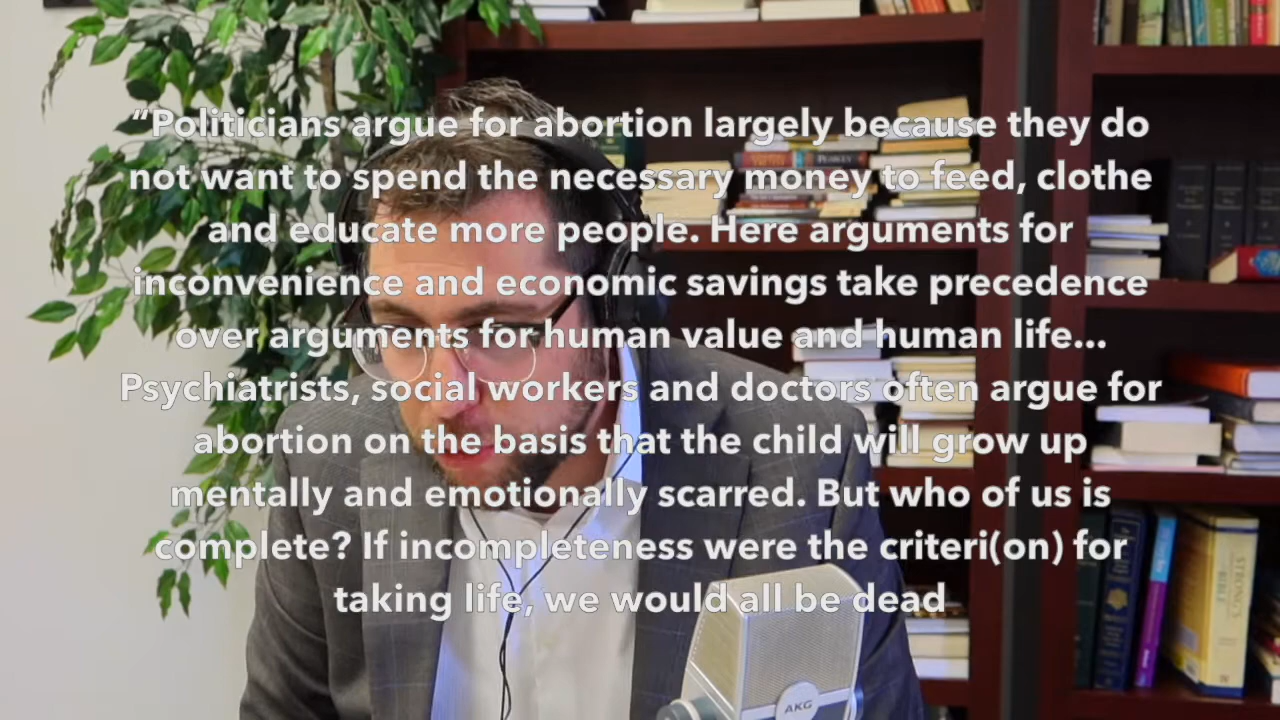 “Politicians argue for abortion largely because they do
not want to spend the necessary money to feed, clothe
and educate more people. Here arguments for
inconvenience and economic savings take precedence
over arguments for human value and human life...
Psychiatrists, social workers and doctors often argue for
abortion on the basis that the child will grow up
mentally and emotionally scarred. But who of us is
complete? If incompleteness were the criteri(on) for
taking life, we would all be dead
STRONG'S
AKG